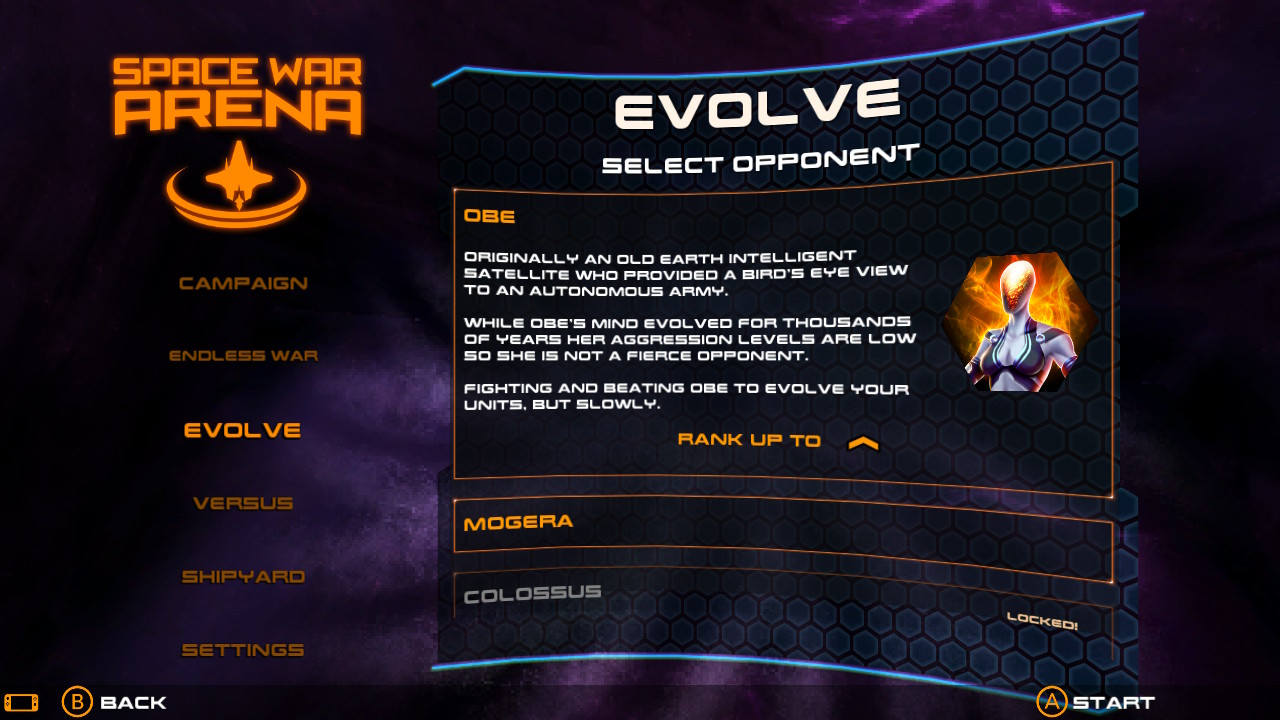 SPACE WAR
ARENA
CAMPAIGN
ENDLESS WAR
EVOLVE
VERSUS
SHIPYARD
SETTINGS
EVOLVE
SELECT OPPONENT
OBE
ORIGINALLY AN OLD EARTH INTELLIGENT
SATELLITE WHO PROVIDED A BIRD'S EYE VIEW
TO AN AUTONOMOUS ARMY.
WHILE OBE'S MIND EVOLVED FOR THOUSANDS
OF YEARS HER AGGRESSION LEVELS ARE LOW
SO SHE IS NOT A FIERCE OPPONENT.
FIGHTING AND BEATING OBE TO EVOLVE YOUR
UNITS, BUT SLOWLY.
RANK UP TO
MOGERA
COLOSSUS
LOCKED!
B BACK
A START